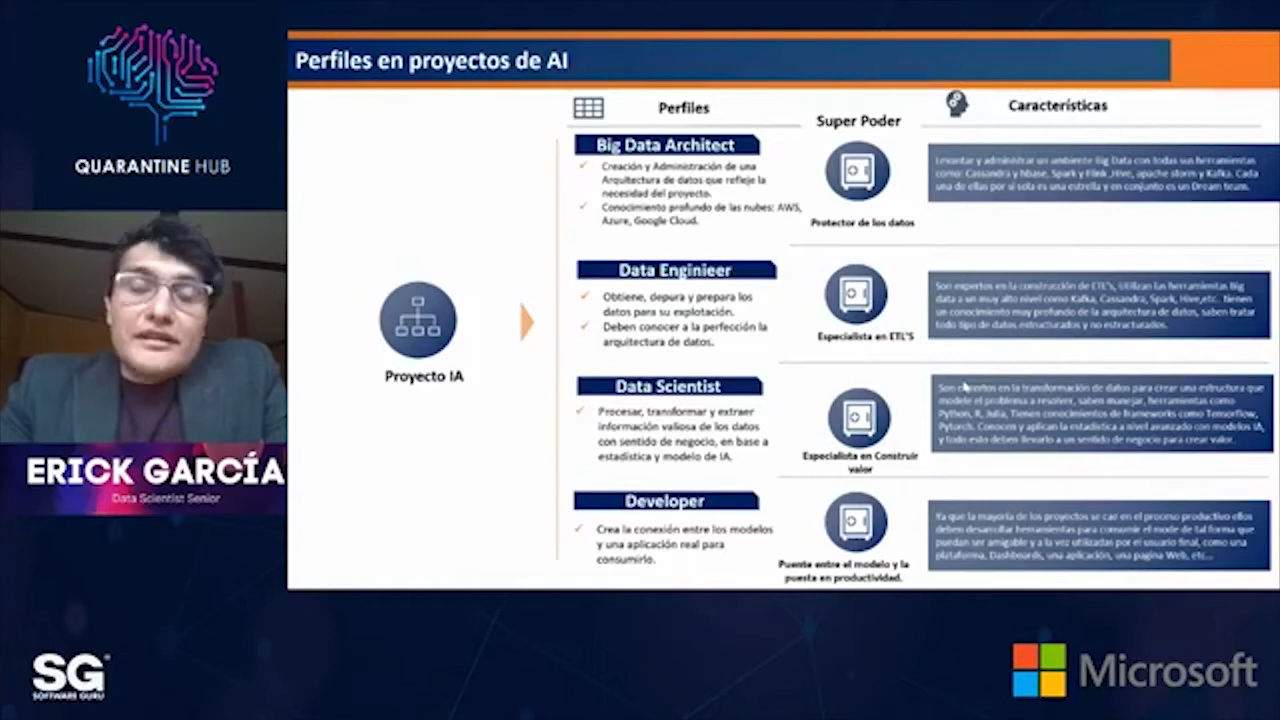 QUARANTINE HUB
ERICK GARCÍA
Data Scientist Senior
SG
SOFTWARE GURU
Perfiles en proyectos de AI
Proyecto IA
Perfiles
Super Poder
Características
Big Data Architect
Creación y Administración de una
Arquitectura de datos que refleje la
necesidad del proyecto.
Conocimiento profundo de las nubes: AWS,
Azure, Google Cloud.
Protector de los datos
Levantar y administrar un ambiente Big Data con todas sus herramientas
como: Cassandra y hbase, Spark y Flink ,Hive, apache storm y Kafka. Cada
una de ellas por si sola es una estrella y en conjunto es un Dream team.
Data Enginieer
Obtiene, depura y prepara los
datos para su explotación.
Deben conocer a la perfección la
arquitectura de datos.
Especialista en ETL'S
Son expertos en la construcción de ETL's, Utilizan las herramientas Big
data a un muy alto nivel como Kafka, Cassandra, Spark, Hive,etc.. tienen
un conocimiento muy profundo de la arquitectura de datos, saben tratar
todo tipo de datos estructurados y no estructurados.
Data Scientist
Procesar, transformar y extraer
información valiosa de los datos
con sentido de negocio, en base a
estadística y modelo de IA.
Especialista en Construir
valor
Son expertos en la transformación de datos para crear una estructura que
modele el problema a resolver, saben manejar, herramientas como
Python, R, Julia, Tienen conocimientos de frameworks como Tensorflow,
Pytorch. Conocen y aplican la estadística a nivel avanzado con modelos IA,
y todo esto deben llevarlo a un sentido de negocio para crear valor.
Developer
Crea la conexión entre los modelos
y una aplicación real para
consumirlo.
Puente entre el modelo y la
puesta en productividad.
Ya que la mayoría de los proyectos se cae en el proceso productivo ellos
deben desarrollar herramientas para consumir el mode de tal forma que
puedan ser amigable y a la vez utilizadas por el usuario final, como una
plataforma, Dashboards, una aplicación, una pagina Web, etc...
Microsoft